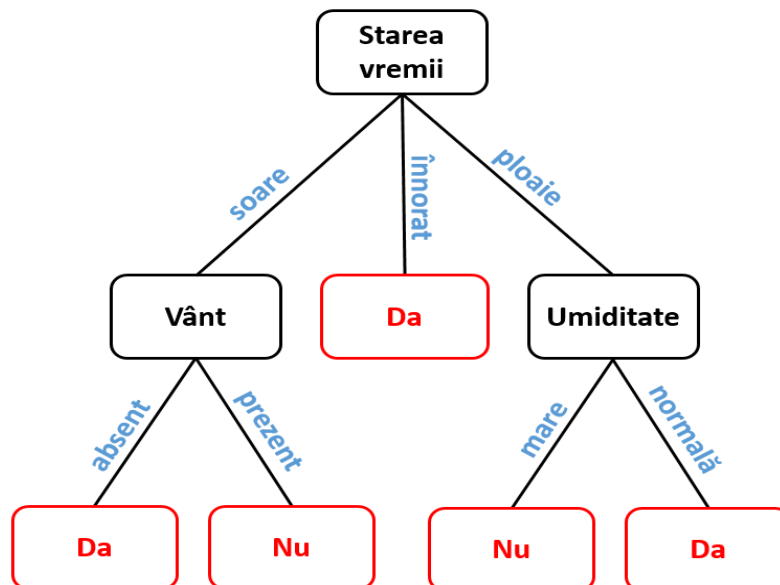 Starea
vremii
soare
înnorat
ploaie
Vânt
Da
Umiditate
absent
prezent
mare
normală
Da
Nu
Nu
Da